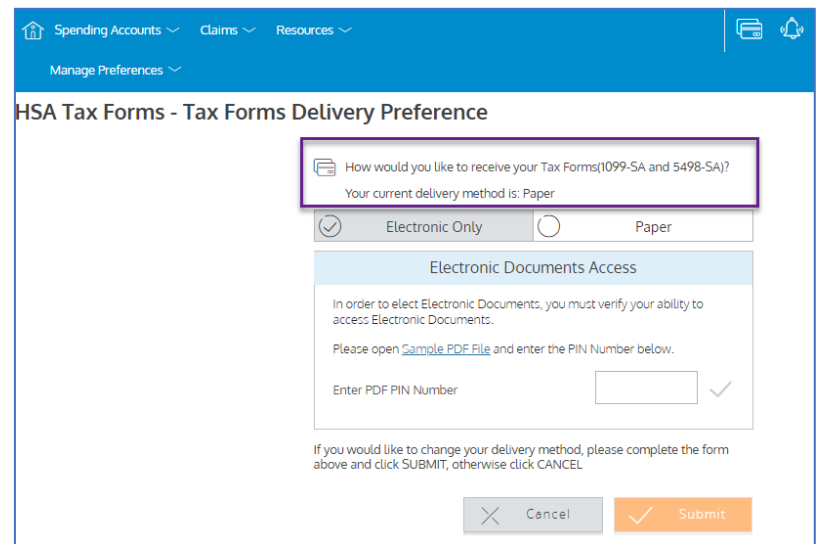 Spending Accounts Claims Resources
Manage Preferences
HSA Tax Forms - Tax Forms Delivery Preference
How would you like to receive your Tax Forms(1099-SA and 5498-SA)?
Your current delivery method is: Paper
Electronic Only Paper
Electronic Documents Access
In order to elect Electronic Documents, you must verify your ability to
access Electronic Documents.
Please open Sample PDF File and enter the PIN Number below.
Enter PDF PIN Number
If you would like to change your delivery method, please complete the form
above and click SUBMIT, otherwise click CANCEL
Cancel Submit